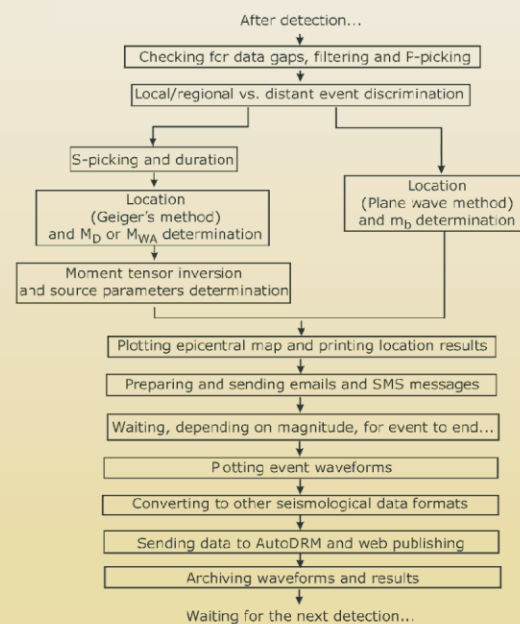 After detection...
Checking for data gaps, filtering and P-picking
Local/regional vs. distant event discrimination
S-picking and duration
Location
(Geiger's method)
and MD or MWA determination
Location
(Plane wave method)
and mb determination
Moment tensor inversion
and source parameters determination
Plotting epicentral map and printing location results
Preparing and sending emails and SMS messages
Waiting, depending on magnitude, for event to end...
Plotting event waveforms
Converting to other seismological data formats
Sending data to AutoDRM and web publishing
Archiving waveforms and results
Waiting for the next detection...